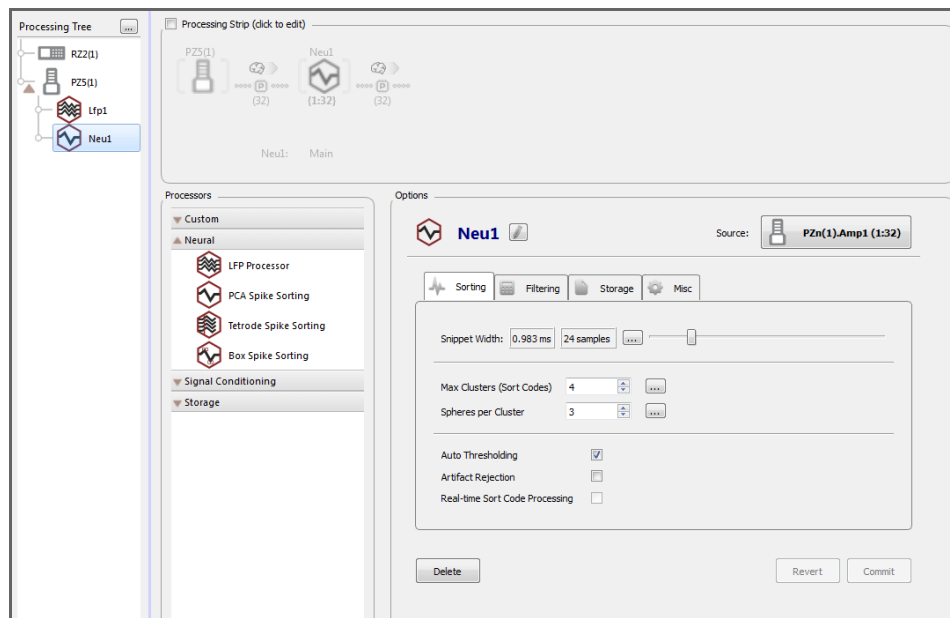 Processing Tree ...
RZ2(1)
PZ5(1)
Lfp1
Neu1
Processing Strip (click to edit)
PZ5(1) Neu1
P P
(32) (1:32) (32)
Neu1: Main
Processors
Custom
Neural
LFP Processor
PCA Spike Sorting
Tetrode Spike Sorting
Box Spike Sorting
Signal Conditioning
Storage
Options
Neu1 Source: PZn(1).Amp1 (1:32)
Sorting Filtering Storage Misc
Snippet Width: 0.983 ms 24 samples ...
Max Clusters (Sort Codes) 4 ...
Spheres per Cluster 3 ...
Auto Thresholding
Artifact Rejection
Real-time Sort Code Processing
Delete Revert Commit